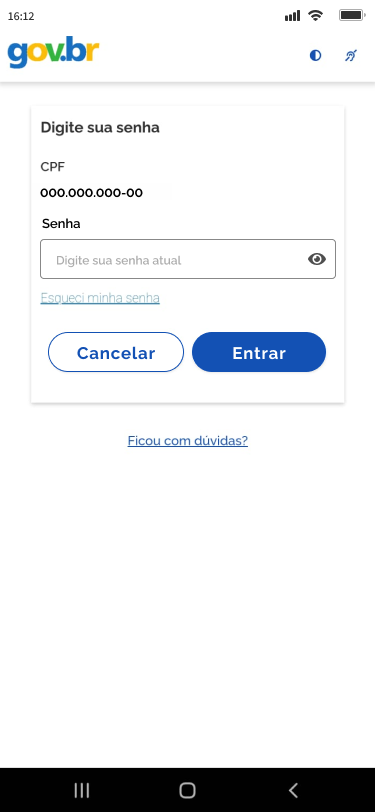 16:12
gov.br
Digite sua senha
CPF
000.000.000-00
Senha
Digite sua senha atual
Esqueci minha senha
Cancelar
Entrar
Ficou com dúvidas?